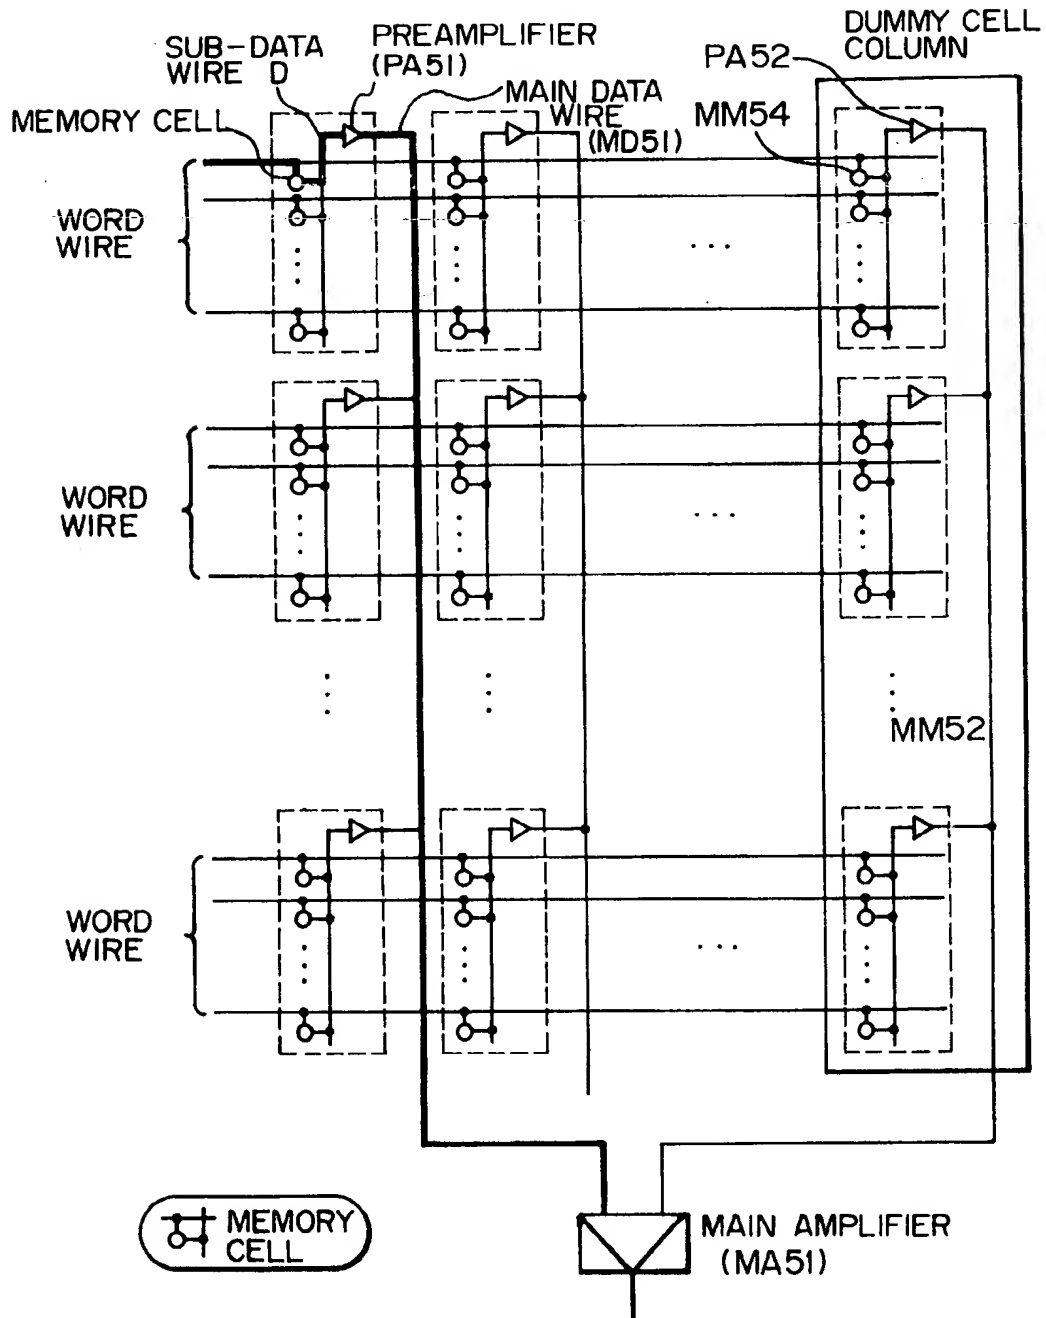 SUB-DATA
WIRE D
PREAMPLIFIER
(PA51)
MAIN DATA
WIRE
(MD51)
MEMORY CELL
DUMMY CELL
COLUMN
PA52
MM54
WORD
WIRE
WORD
WIRE
MM52
WORD
WIRE
MEMORY
CELL
MAIN AMPLIFIER
(MA51)